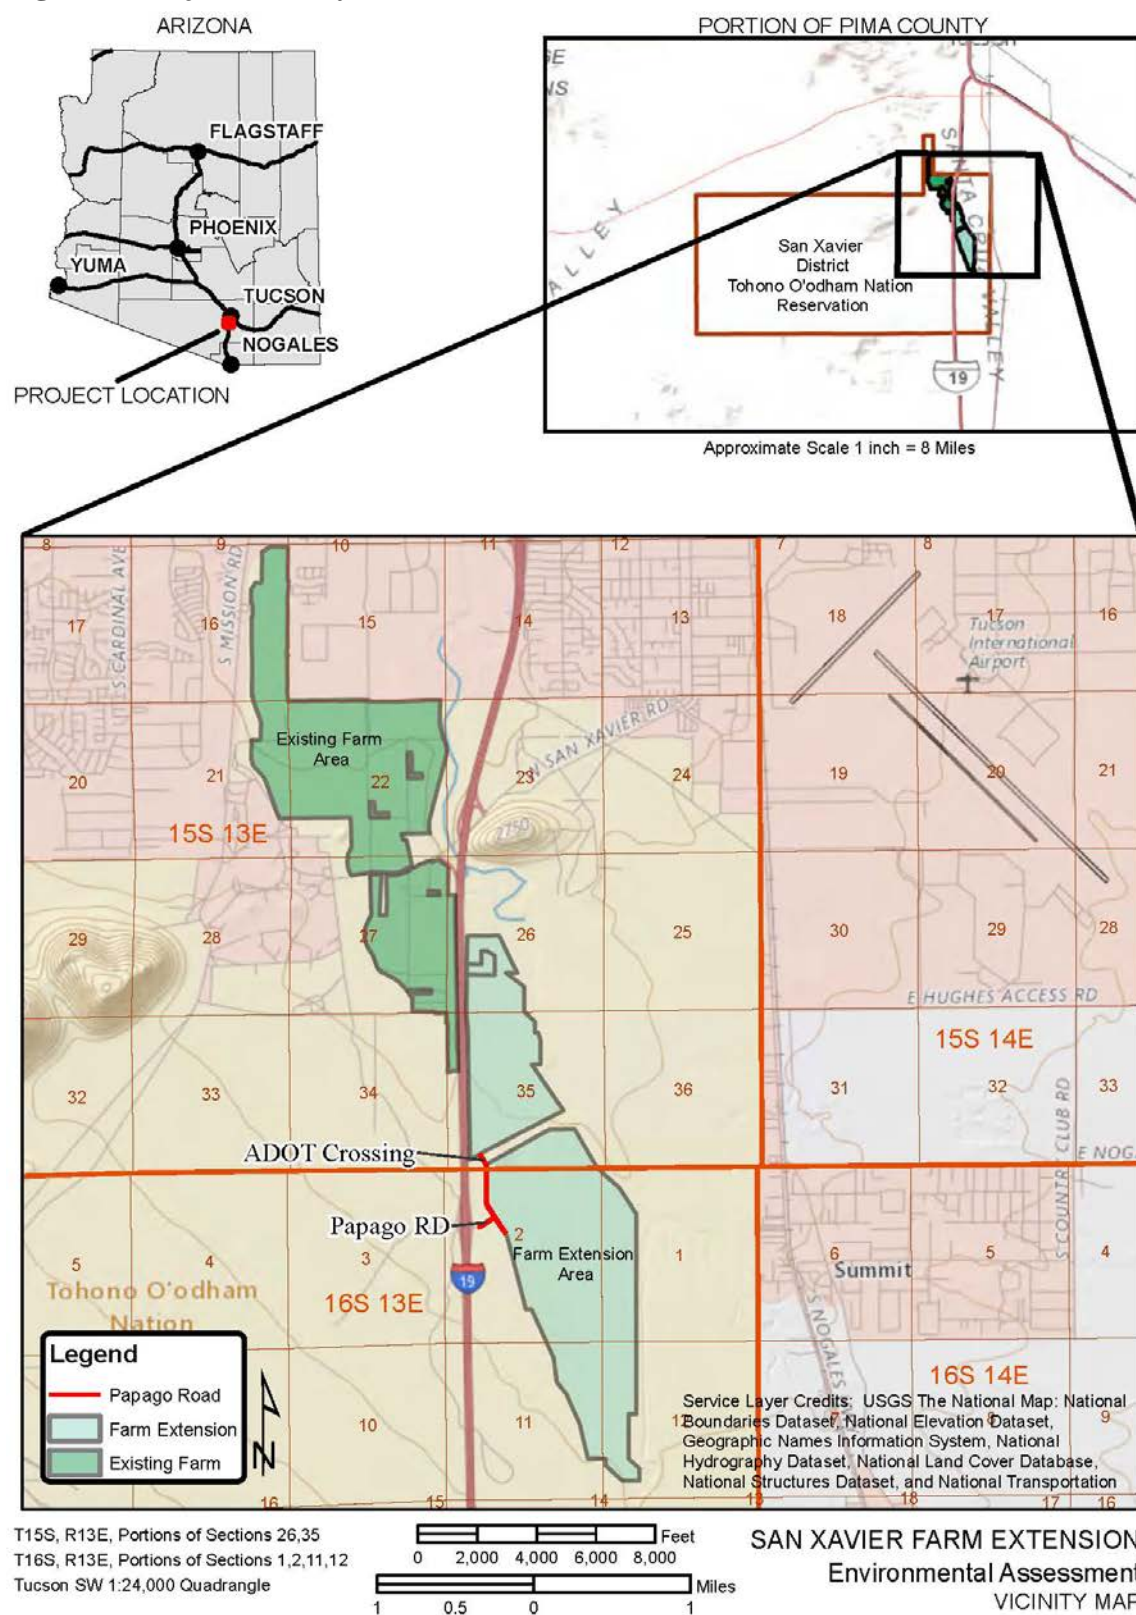 ARIZONA
FLAGSTAFF
PHOENIX
YUMA
TUCSON
NOGALES
PROJECT LOCATION
PORTION OF PIMA COUNTY
SANTA CRUZ VALLEY
ALLEY
San Xavier
District
Tohono O'odham Nation
Reservation
19
Approximate Scale 1 inch = 8 Miles
8
9
10
11
12
7
8
S CARDINAL AVE
S MISSION RD
17
16
15
14
13
18
17
16
Tucson
International
Airport
N SAN XAVIER RD
Existing Farm
Area
20
21
22
23
24
19
20
21
15S 13E
2750
29
28
27
26
25
30
29
28
E HUGHES ACCESS RD
15S 14E
32
33
34
35
36
31
32
33
S COUNTRY CLUB RD
ADOT Crossing
E NOG
Papago RD
5
4
3
2
1
6
5
4
Farm Extension
Area
Summit
19
Tohono O'odham
Nation
16S 13E
S NOGALES
16S 14E
Legend
Papago Road
Farm Extension
Existing Farm
N
10
11
12
7
8
9
Service Layer Credits: USGS The National Map: National
Boundaries Dataset, National Elevation Dataset,
Geographic Names Information System, National
Hydrography Dataset, National Land Cover Database,
National Structures Dataset, and National Transportation
16
15
14
13
18
17
16
T15S, R13E, Portions of Sections 26,35
T16S, R13E, Portions of Sections 1,2,11,12
Tucson SW 1:24,000 Quadrangle
Feet
0 2,000 4,000 6,000 8,000
Miles
1 0.5 0 1
SAN XAVIER FARM EXTENSION
Environmental Assessment
VICINITY MAP